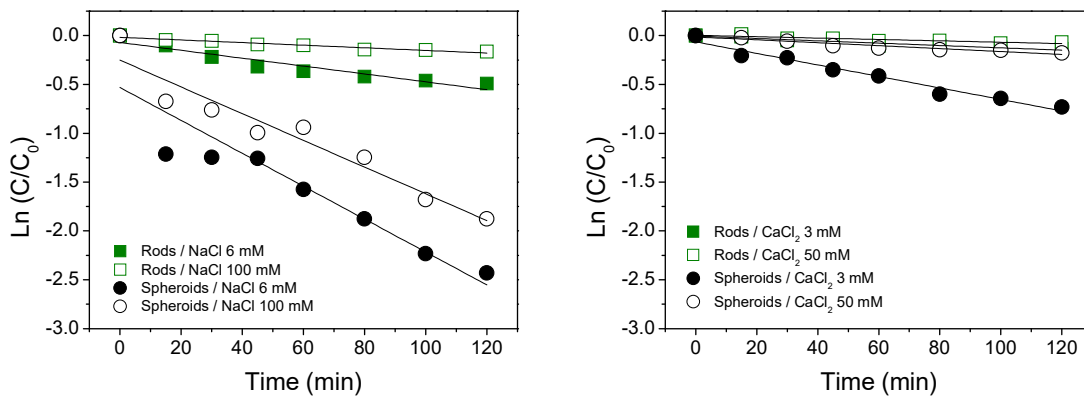 0.0
-0.5
-1.0
-1.5
-2.0
-2.5
-3.0
Ln (C/C₀)
Rods / NaCl 6 mM
Rods / NaCl 100 mM
Spheroids / NaCl 6 mM
Spheroids / NaCl 100 mM
0 20 40 60 80 100 120
Time (min)
0.0
-0.5
-1.0
-1.5
-2.0
-2.5
-3.0
Ln (C/C₀)
Rods / CaCl₂ 3 mM
Rods / CaCl₂ 50 mM
Spheroids / CaCl₂ 3 mM
Spheroids / CaCl₂ 50 mM
0 20 40 60 80 100 120
Time (min)